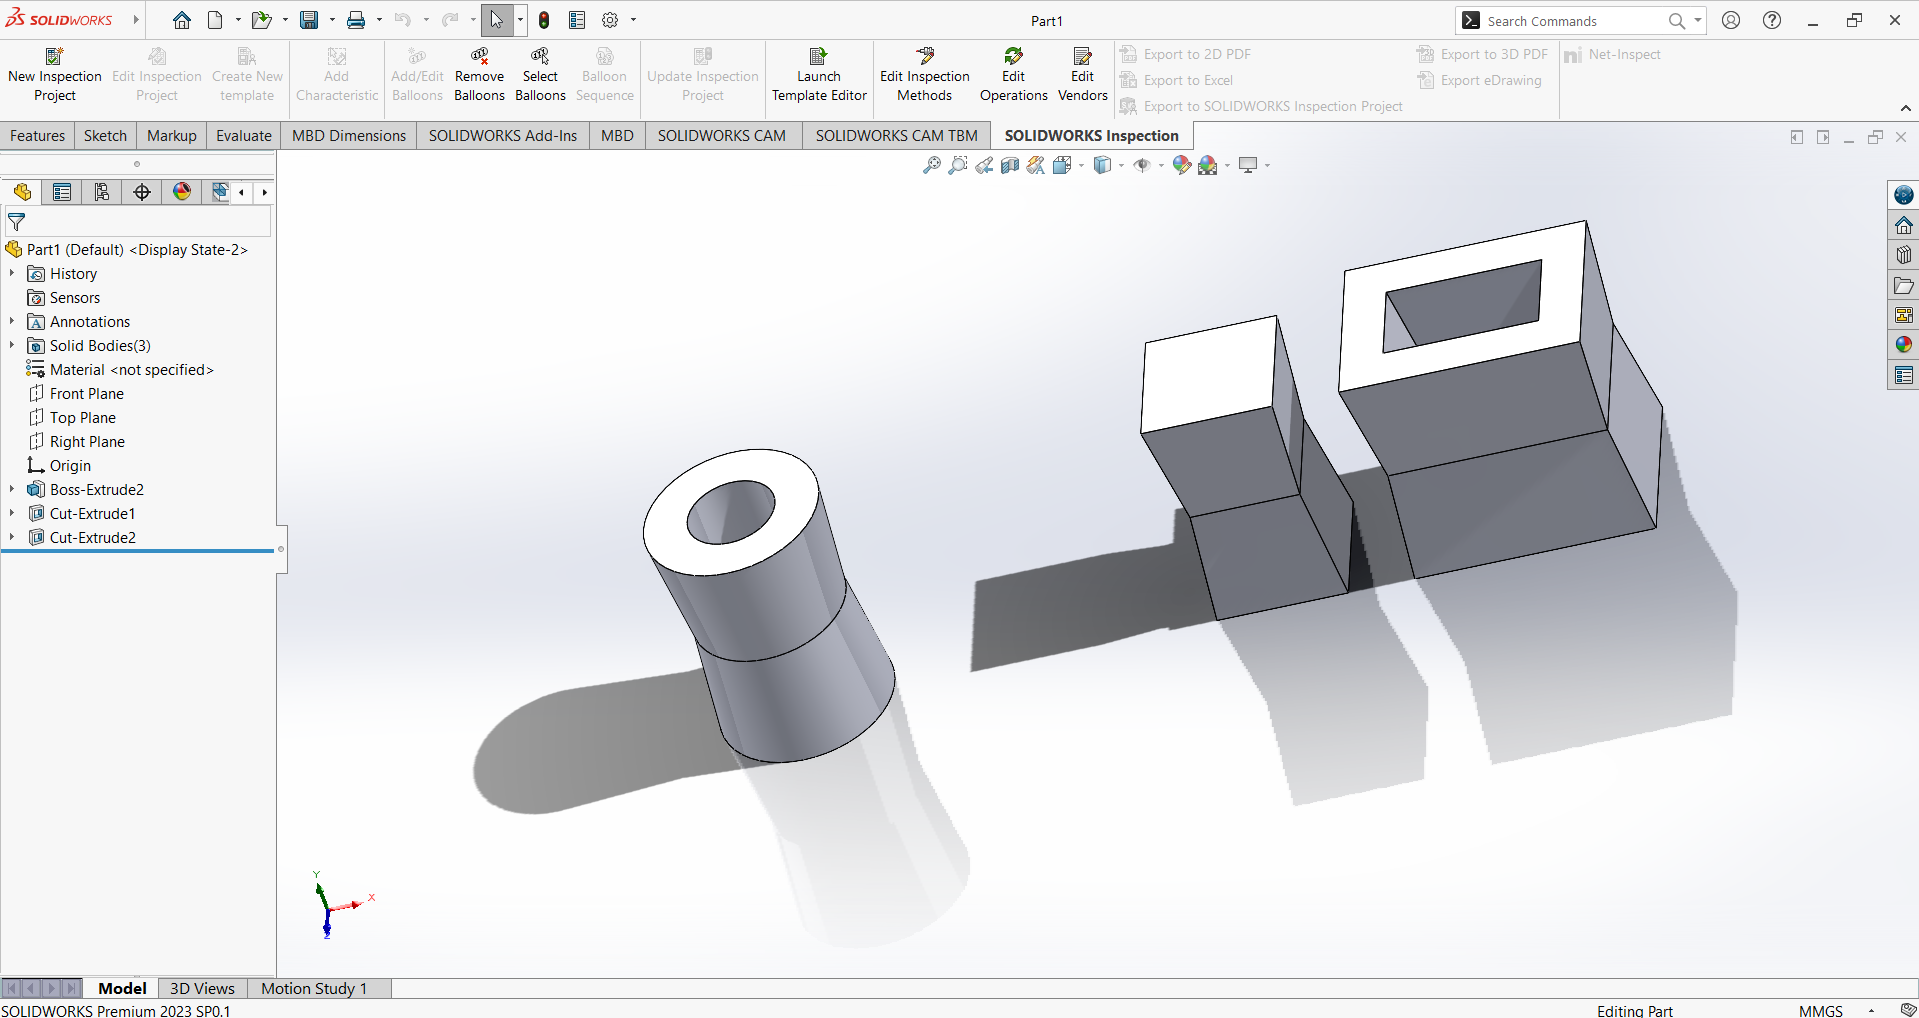 SOLIDWORKS
Part1
Search Commands
New Inspection Project
Edit Inspection Project
Create New template
Add Characteristic
Add/Edit Balloons
Remove Balloons
Select Balloons
Balloon Sequence
Update Inspection Project
Launch Template Editor
Edit Inspection Methods
Edit Operations
Edit Vendors
Export to 2D PDF
Export to Excel
Export to SOLIDWORKS Inspection Project
Export to 3D PDF
Export eDrawing
Net-Inspect
Features
Sketch
Markup
Evaluate
MBD Dimensions
SOLIDWORKS Add-Ins
MBD
SOLIDWORKS CAM
SOLIDWORKS CAM TBM
SOLIDWORKS Inspection
Part1 (Default) <Display State-2>
History
Sensors
Annotations
Solid Bodies(3)
Material <not specified>
Front Plane
Top Plane
Right Plane
Origin
Boss-Extrude2
Cut-Extrude1
Cut-Extrude2
Y
X
Z
Model
3D Views
Motion Study 1
SOLIDWORKS Premium 2023 SP0.1
Editing Part
MMGS